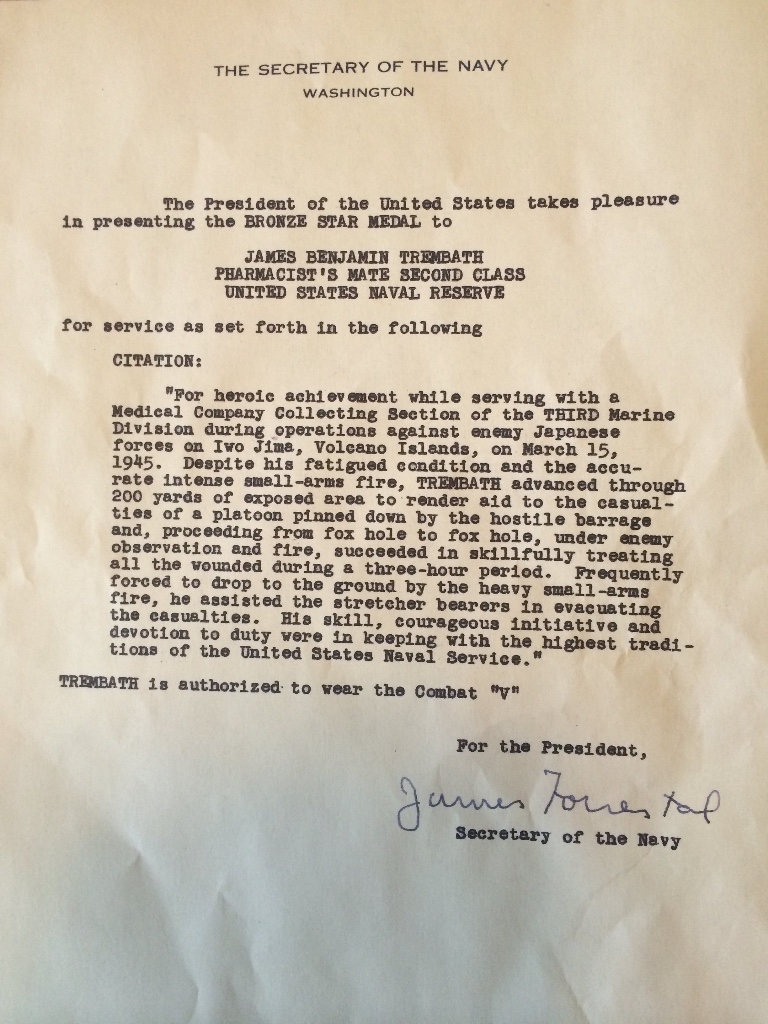 THE SECRETARY OF THE NAVY
WASHINGTON
The President of the United States takes pleasure
in presenting the BRONZE STAR MEDAL to
JAMES BENJAMIN TREMBATH
PHARMACIST'S MATE SECOND CLASS
UNITED STATES NAVAL RESERVE
for service as set forth in the following
CITATION:
"For heroic achievement while serving with a
Medical Company Collecting Section of the THIRD Marine
Division during operations against enemy Japanese
forces on Iwo Jima, Volcano Islands, on March 15,
1945. Despite his fatigued condition and the accu-
rate intense small-arms fire, TREMBATH advanced through
200 yards of exposed area to render aid to the casual-
ties of a platoon pinned down by the hostile barrage
and, proceeding from fox hole to fox hole, under enemy
observation and fire, succeeded in skillfully treating
all the wounded during a three-hour period. Frequently
forced to drop to the ground by the heavy small-arms
fire, he assisted the stretcher bearers in evacuating
the casualties. His skill, courageous initiative and
devotion to duty were in keeping with the highest tradi-
tions of the United States Naval Service."
TREMBATH is authorized to wear the Combat "V"
For the President,
James Forrestal
Secretary of the Navy